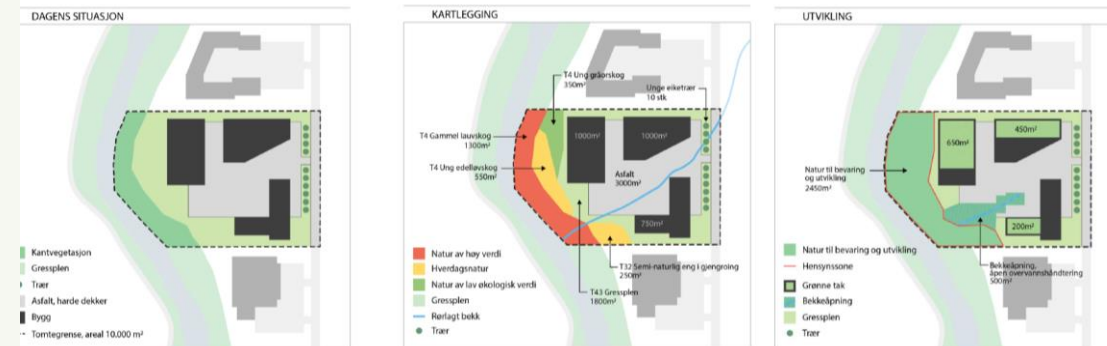 DAGENS SITUASJON
Kantvegetasjon
Gressplen
Trær
Asfalt, harde dekker
Bygg
Tomtegrense, areal 10.000 m²
KARTLEGGING
T4 Ung gråorskog
350m²
Unge eiketrær
10 stk
T4 Gammel lauvskog
1300m²
1000m²
1000m²
T4 Ung edellavskog
550m²
Asfalt
3000m²
750m²
T32 Semi-naturlig eng i gjengroing
250m²
T43 Gressplen
1800m²
Natur av høy verdi
Hverdagsnatur
Natur av lav økologisk verdi
Gressplen
Rørlagt bekk
Trær
UTVIKLING
450m²
650m²
Natur til bevaring
og utvikling
2450m²
200m²
Bekkeåpning,
åpen overvannshåndtering
500m²
Natur til bevaring og utvikling
Hensynssone
Grønne tak
Bekkeåpning
Gressplen
Trær